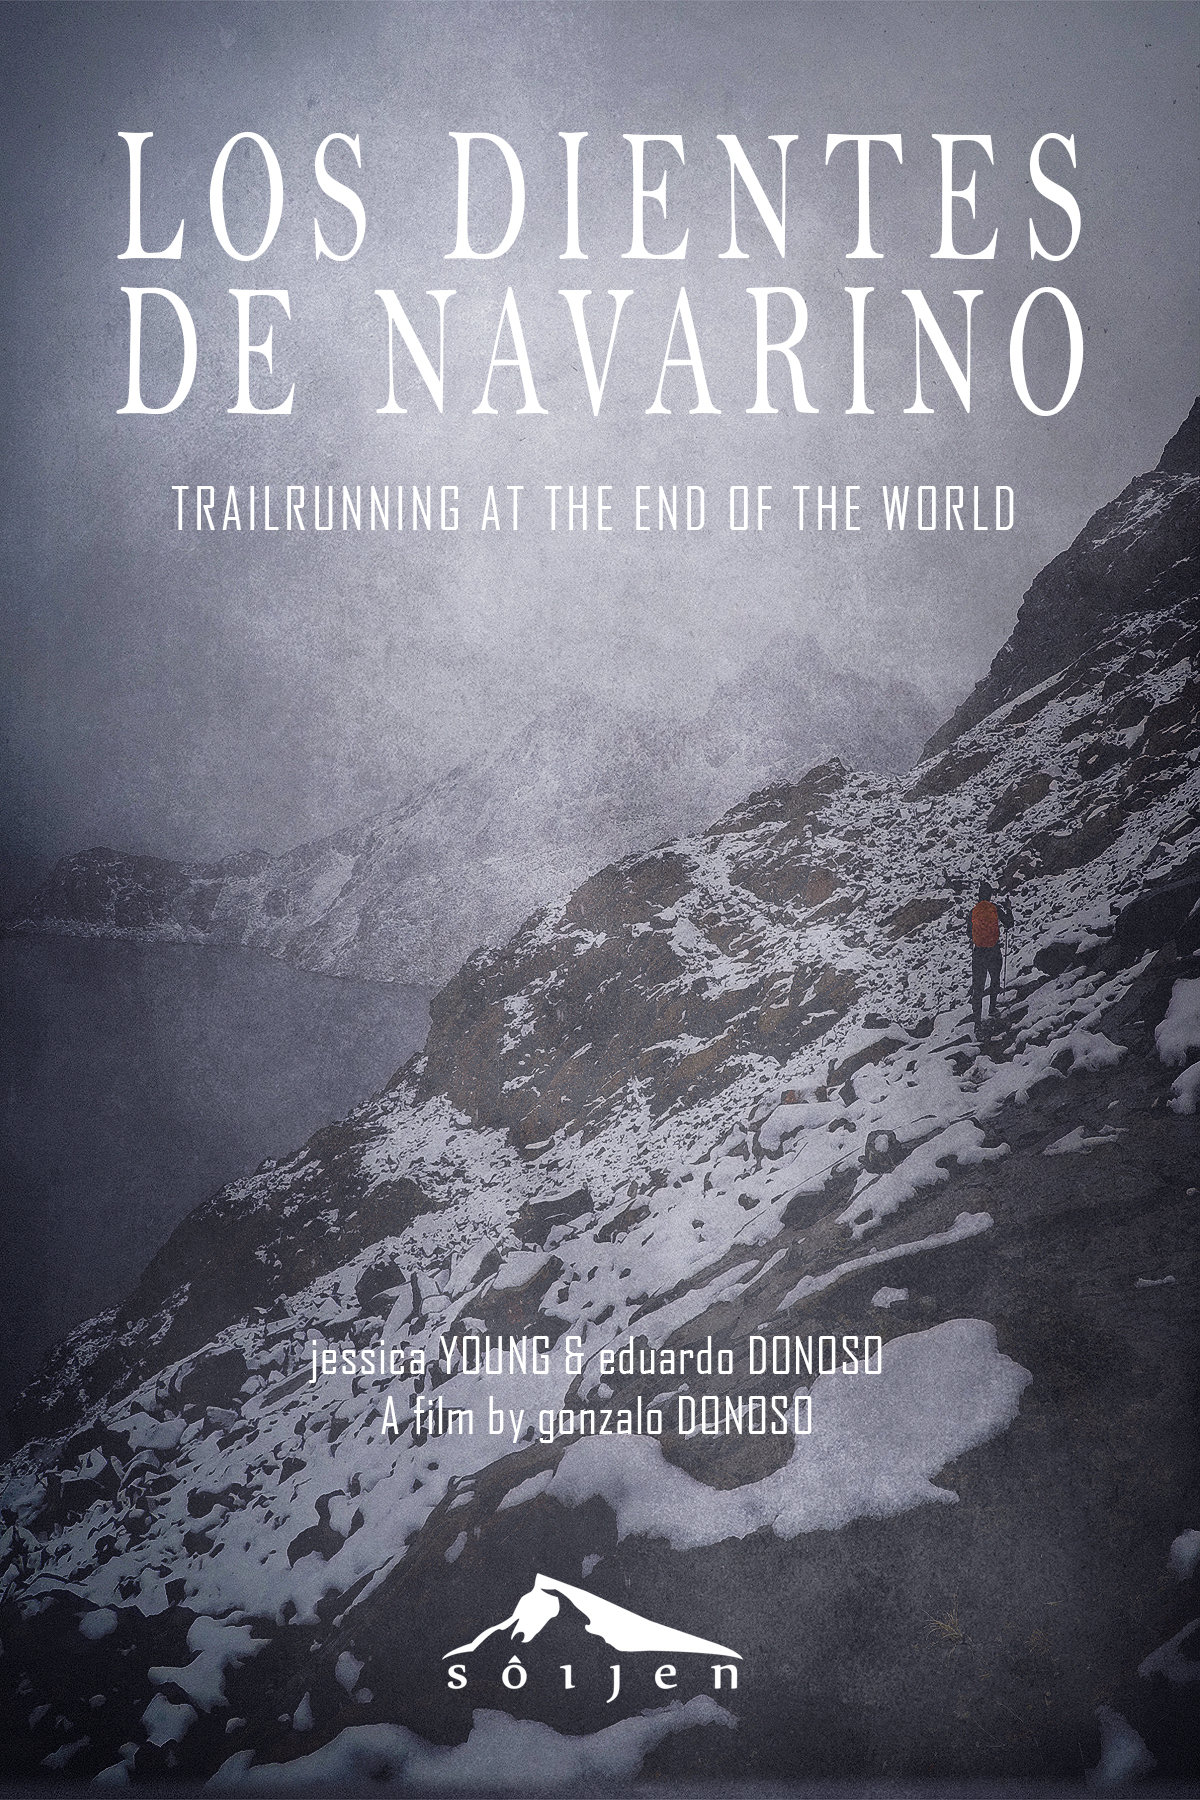 LOS DIENTES
DE NAVARINO
TRAILRUNNING AT THE END OF THE WORLD
jessica YOUNG & eduardo DONOSO
A film by gonzalo DONOSO
sôıȷen